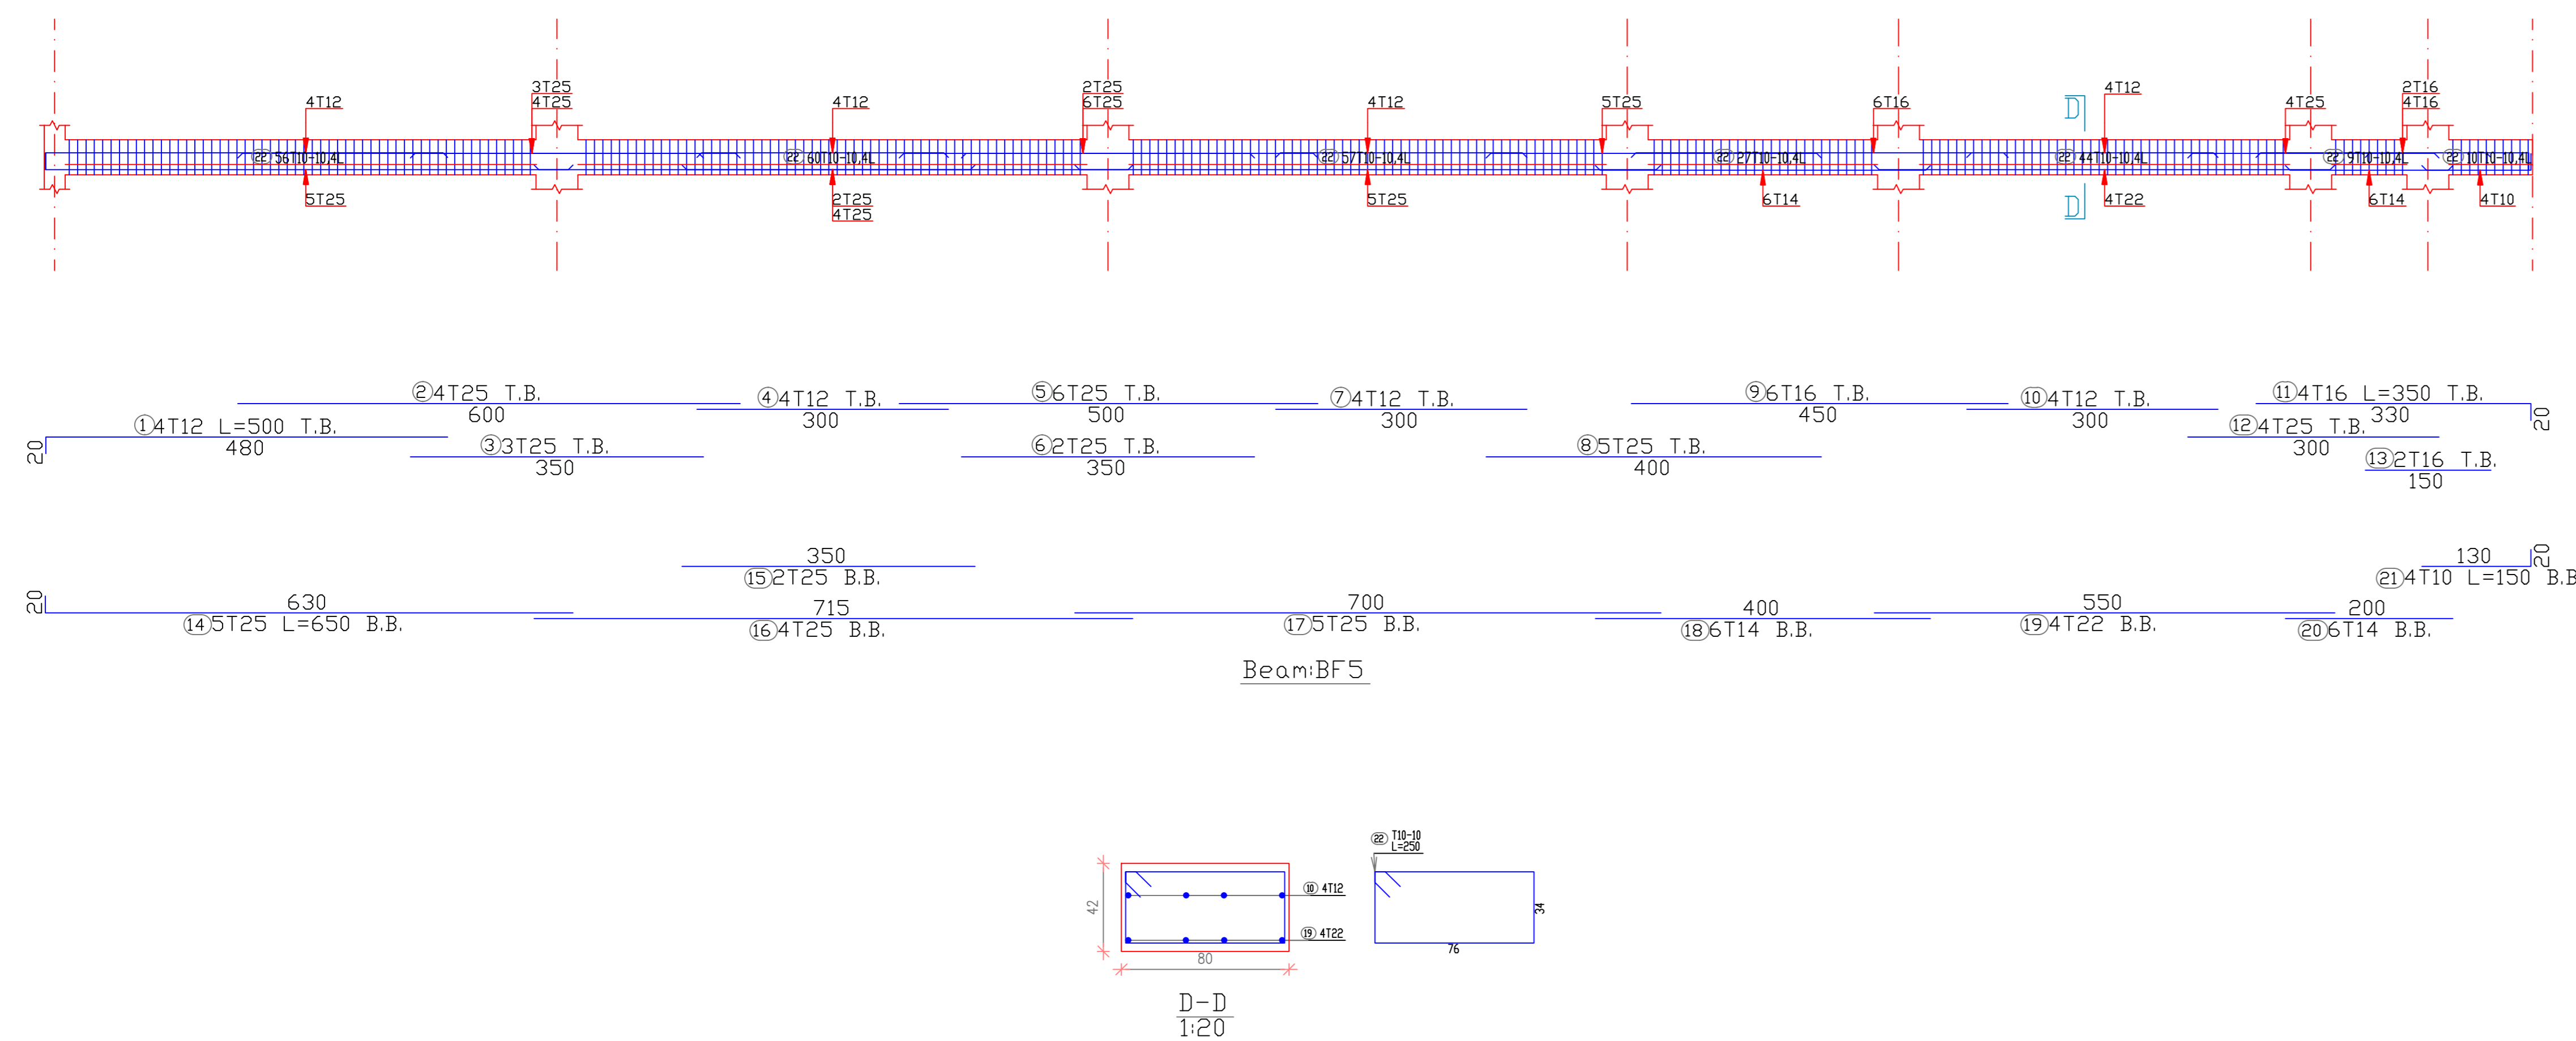 3T25
4T25
2T25
6T25
2T16
4T16
4T12
4T12
4T12
5T25
6T16
4T12
4T25
D
22 56T10-10,4L
22 60T10-10,4L
22 57T10-10,4L
22 27T10-10,4L
22 44T10-10,4L
22 9T10-10,4L
22 10T10-10,4L
5T25
2T25
4T25
5T25
6T14
D
4T22
6T14
4T10
2 4T25 T.B.
600
4 4T12 T.B.
300
5 6T25 T.B.
500
7 4T12 T.B.
300
9 6T16 T.B.
450
10 4T12 T.B.
300
11 4T16 L=350 T.B.
330
20
1 4T12 L=500 T.B.
480
20
3 3T25 T.B.
350
6 2T25 T.B.
350
8 5T25 T.B.
400
12 4T25 T.B.
300
13 2T16 T.B.
150
350
15 2T25 B.B.
130
20
21 4T10 L=150 B.B
20
630
14 5T25 L=650 B.B.
715
16 4T25 B.B.
700
17 5T25 B.B.
400
18 6T14 B.B.
550
19 4T22 B.B.
200
20 6T14 B.B.
Beam:BF5
22 T10-10
L=250
10 4T12
42
34
19 4T22
76
80
D-D
1:20